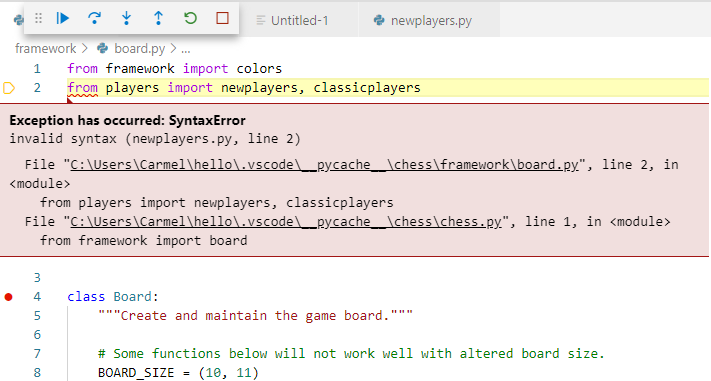 Untitled-1 newplayers.py
framework > board.py > ...
1 from framework import colors
2 from players import newplayers, classicplayers
Exception has occurred: SyntaxError
invalid syntax (newplayers.py, line 2)
File "C:\Users\Carmel\hello\.vscode\__pycache__\chess\framework\board.py", line 2, in
<module>
from players import newplayers, classicplayers
File "C:\Users\Carmel\hello\.vscode\__pycache__\chess\chess.py", line 1, in <module>
from framework import board
3
4 class Board:
5 """Create and maintain the game board."""
6
7 # Some functions below will not work well with altered board size.
8 BOARD_SIZE = (10, 11)